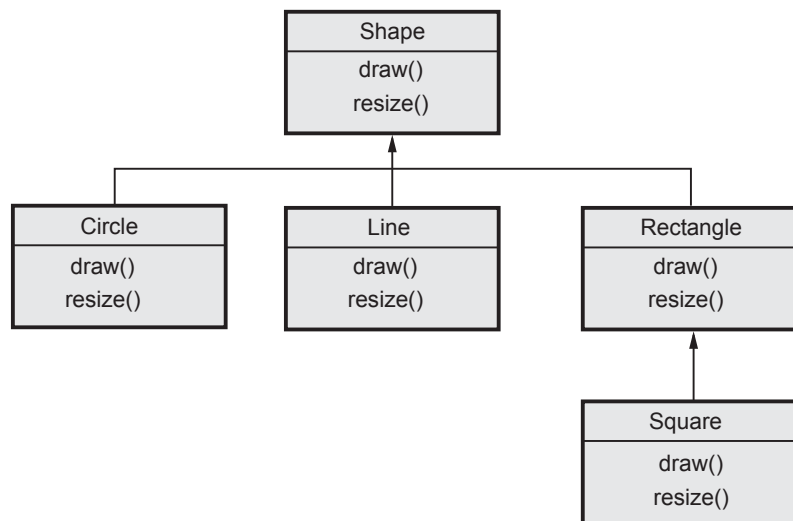 Shape
draw()
resize()
Circle
draw()
resize()
Line
draw()
resize()
Rectangle
draw()
resize()
Square
draw()
resize()